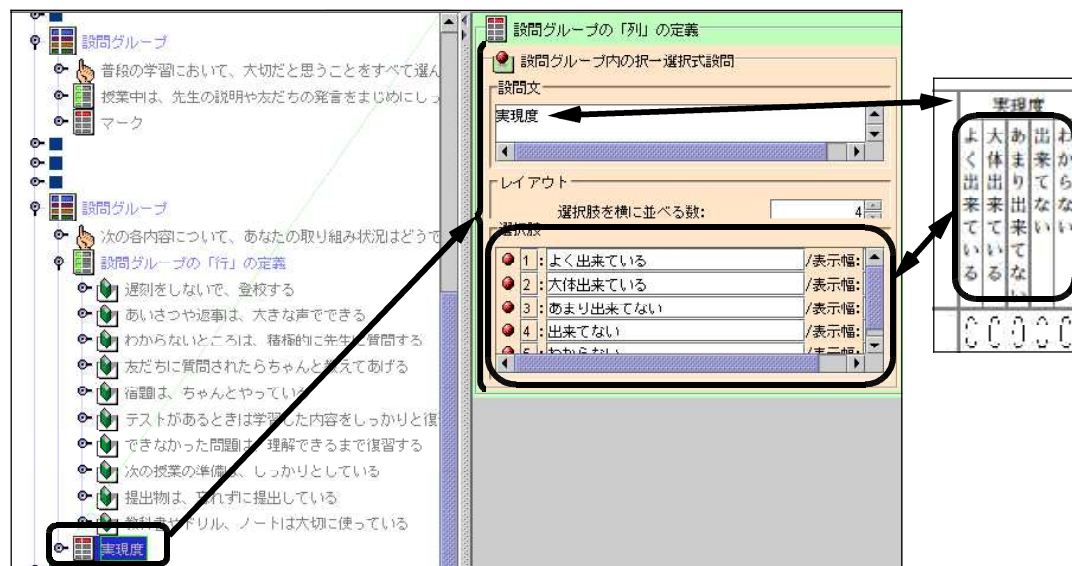 設問グループ
普段の学習において、大切だと思うことをすべて選ん
授業中は、先生の説明や友だちの発言をまじめにしっ
マーク
設問グループ
次の各内容について、あなたの取り組み状況はどうで
設問グループの「行」の定義
遅刻をしないで、登校する
あいさつや返事は、大きな声でできる
わからないところは、積極的に先生に質問する
友だちに質問されたらちゃんと教えてあげる
宿題は、ちゃんとやっている
テストがあるときは学習した内容をしっかりと復
できなかった問題は、理解できるまで復習する
次の授業の準備は、しっかりとしている
提出物は、忘れずに提出している
教科書やドリル、ノートは大切に使っている
実現度
設問グループの「列」の定義
設問グループ内の択一選択式設問
設問文
実現度
レイアウト
選択肢を横に並べる数: 4
選択肢
1 : よく出来ている /表示幅:
2 : 大体出来ている /表示幅:
3 : あまり出来てない /表示幅:
4 : 出来てない /表示幅:
5 : わからない /表示幅:
実現度
よく出来ている
大体出来ている
あまり出来てない
出来てない
わからない